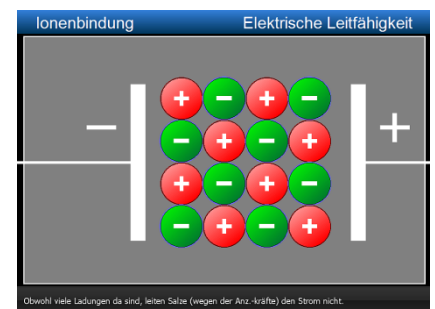 Ionenbindung Elektrische Leitfähigkeit
− +
+ − + −
− + − +
+ − + −
− + − +
Obwohl viele Ladungen da sind, leiten Salze (wegen der Anz.-kräfte) den Strom nicht.